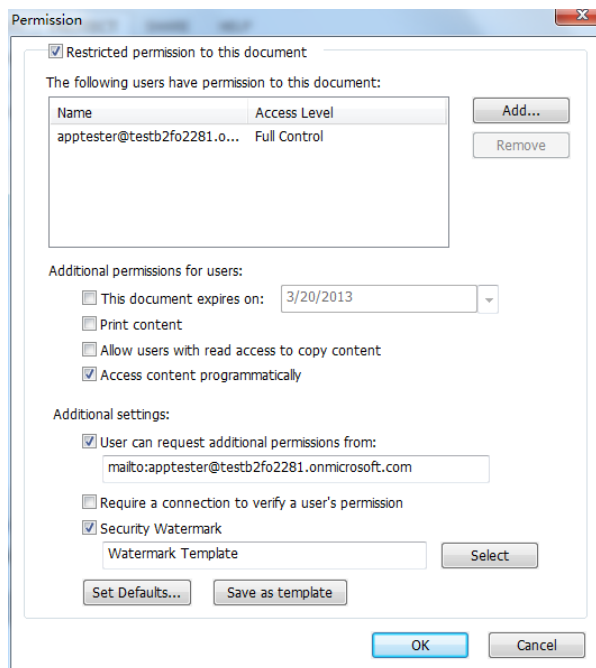 SHARE HELP
Permission
Restricted permission to this document
The following users have permission to this document:
Name Access Level
Add...
apptester@testb2fo2281.o... Full Control
Remove
Additional permissions for users:
This document expires on: 3/20/2013
Print content
Allow users with read access to copy content
Access content programmatically
Additional settings:
User can request additional permissions from:
mailto:apptester@testb2fo2281.onmicrosoft.com
Require a connection to verify a user's permission
Security Watermark
Watermark Template Select
Set Defaults... Save as template
OK Cancel